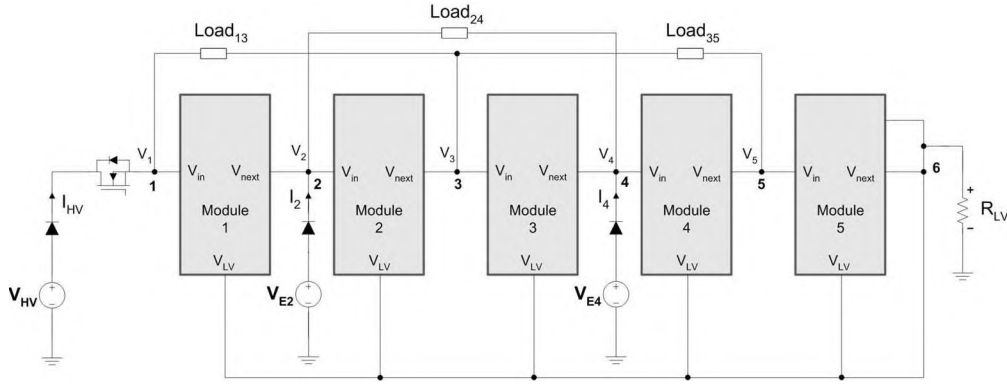 Load24
Load13
Load35
V1
V2
V3
V4
V5
1
2
3
4
5
6
Vin
Vnext
Module
1
VLV
Vin
Vnext
Module
2
VLV
Vin
Vnext
Module
3
VLV
Vin
Vnext
Module
4
VLV
Vin
Vnext
Module
5
VLV
IHV
I2
I4
+
−
RLV
VHV
+
−
VE2
+
−
VE4
+
−